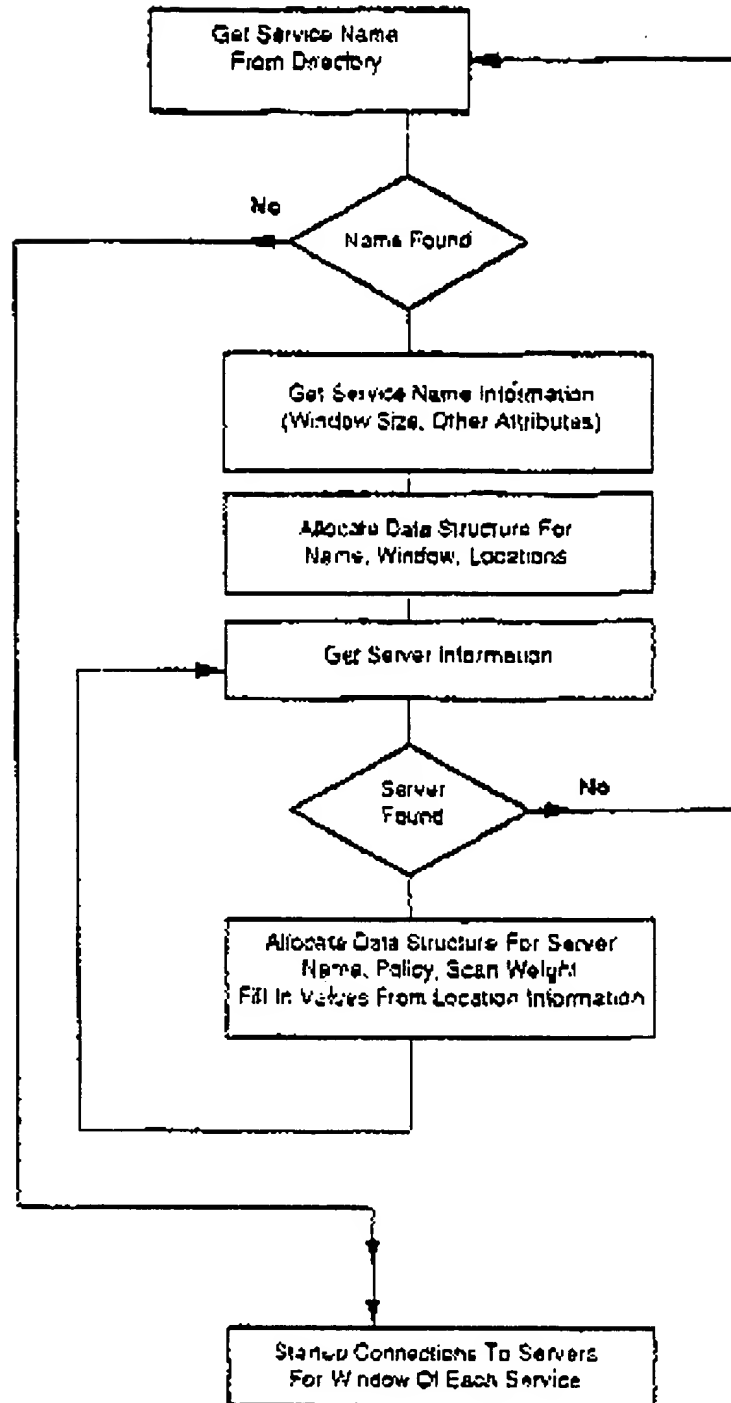 Get Service Name
From Directory
No
Name Found
Get Service Name Information
(Window Size, Other Attributes)
Allocate Data Structure For
Name, Window, Locations
Get Server Information
Server
Found
No
Allocate Data Structure For Server
Name, Policy, Scan Weight
Fill In Values From Location Information
Startup Connections To Servers
For Window Of Each Service